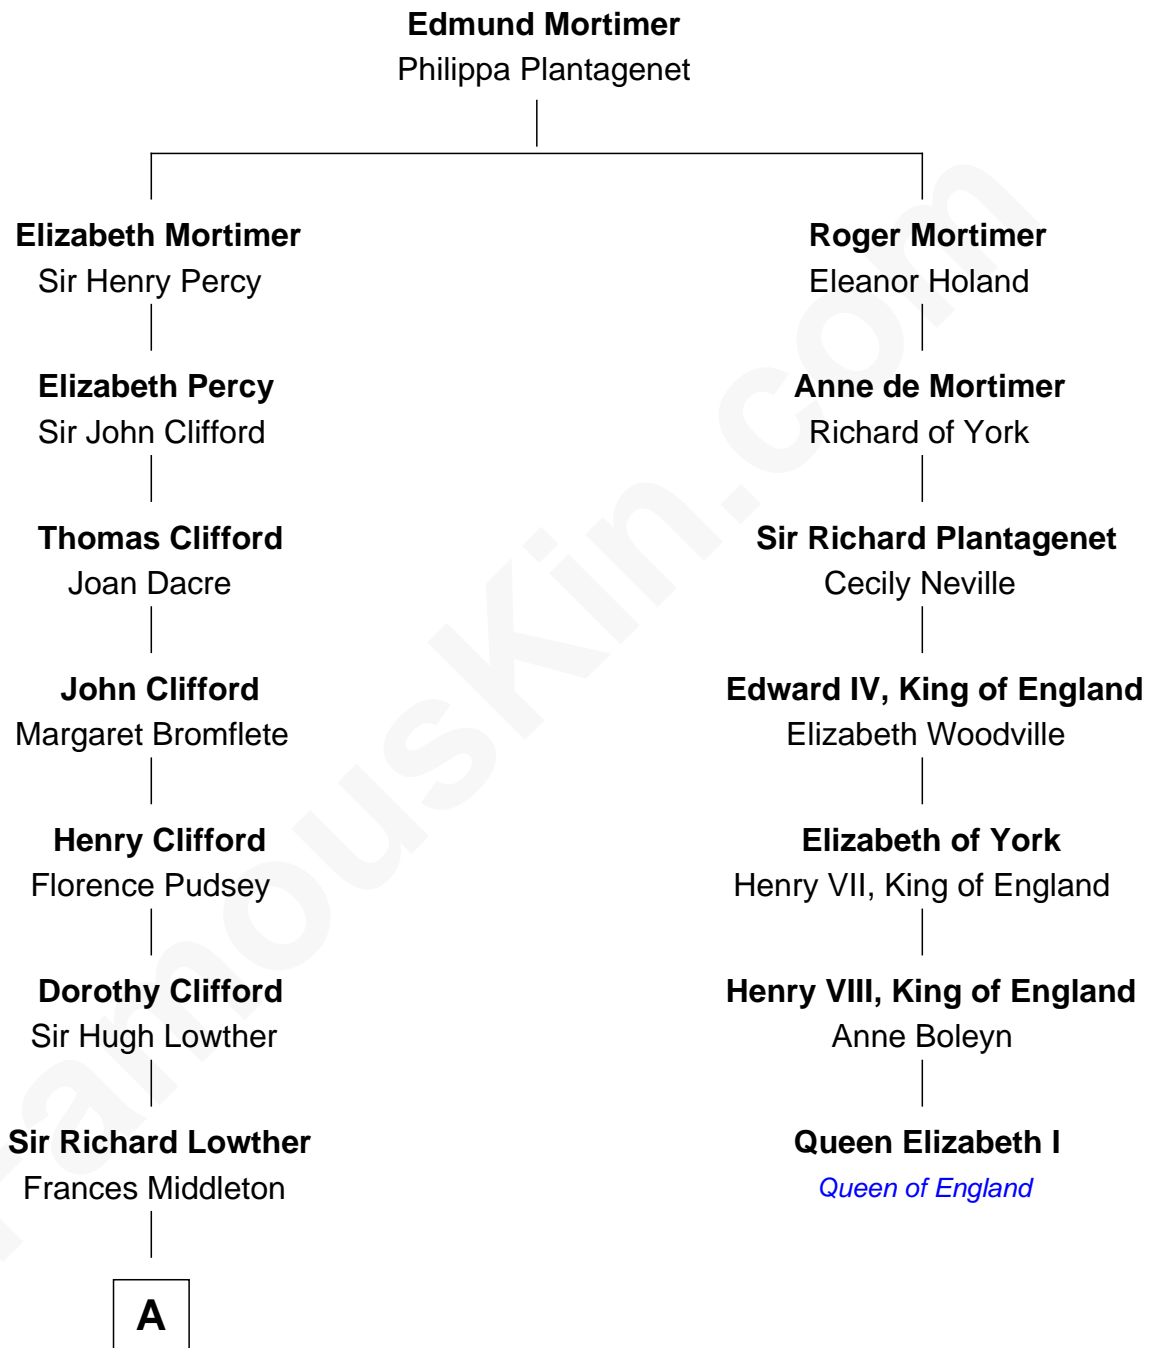 Edmund Mortimer
Philippa Plantagenet
Elizabeth Mortimer
Sir Henry Percy
Roger Mortimer
Eleanor Holand
Elizabeth Percy
Sir John Clifford
Anne de Mortimer
Richard of York
Thomas Clifford
Joan Dacre
Sir Richard Plantagenet
Cecily Neville
John Clifford
Margaret Bromflete
Edward IV, King of England
Elizabeth Woodville
Henry Clifford
Florence Pudsey
Elizabeth of York
Henry VII, King of England
Dorothy Clifford
Sir Hugh Lowther
Henry VIII, King of England
Anne Boleyn
Sir Richard Lowther
Frances Middleton
Queen Elizabeth I
Queen of England
A
FamousKin.com